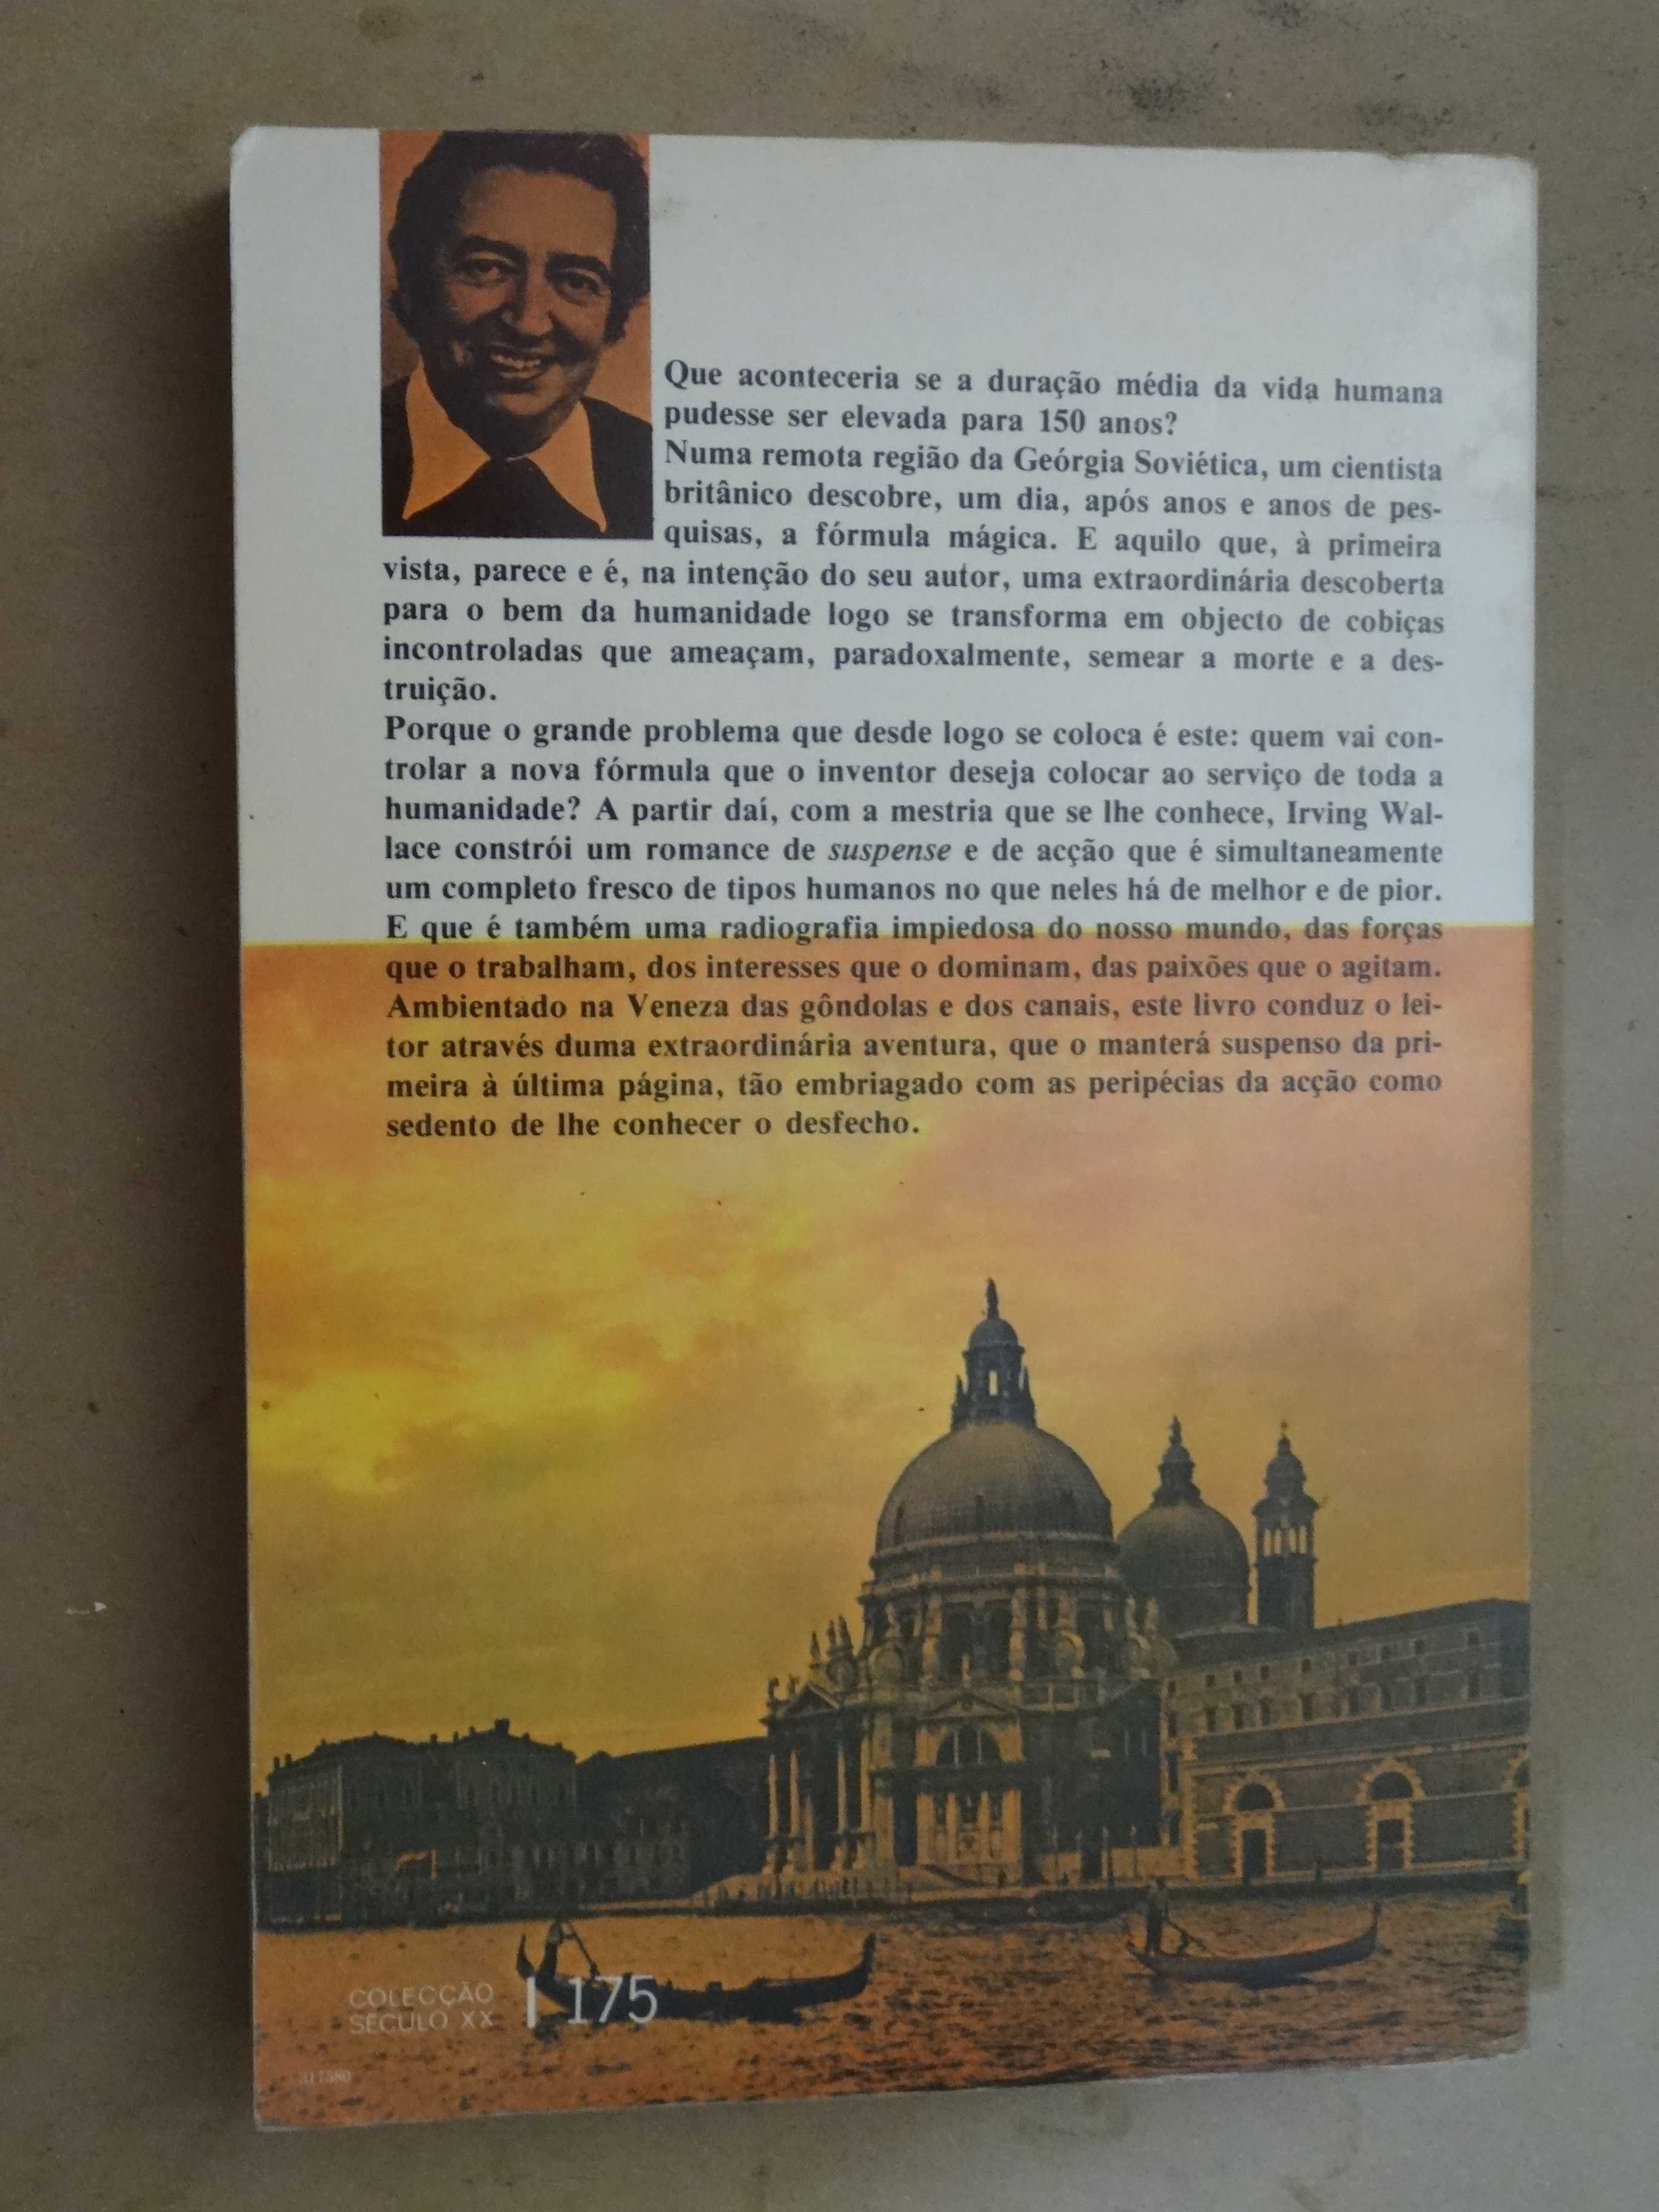 Que aconteceria se a duração média da vida humana
pudesse ser elevada para 150 anos?
Numa remota região da Geórgia Soviética, um cientista
britânico descobre, um dia, após anos e anos de pes-
quisas, a fórmula mágica. E aquilo que, à primeira
vista, parece e é, na intenção do seu autor, uma extraordinária descoberta
para o bem da humanidade logo se transforma em objecto de cobiças
incontroladas que ameaçam, paradoxalmente, semear a morte e a des-
truição.
Porque o grande problema que desde logo se coloca é este: quem vai con-
trolar a nova fórmula que o inventor deseja colocar ao serviço de toda a
humanidade? A partir daí, com a mestria que se lhe conhece, Irving Wal-
lace constrói um romance de suspense e de acção que é simultaneamente
um completo fresco de tipos humanos no que neles há de melhor e de pior.
E que é também uma radiografia impiedosa do nosso mundo, das forças
que o trabalham, dos interesses que o dominam, das paixões que o agitam.
Ambientado na Veneza das gôndolas e dos canais, este livro conduz o lei-
tor através duma extraordinária aventura, que o manterá suspenso da pri-
meira à última página, tão embriagado com as peripécias da acção como
sedento de lhe conhecer o desfecho.
COLECÇÃO
SÉCULO XX | 175